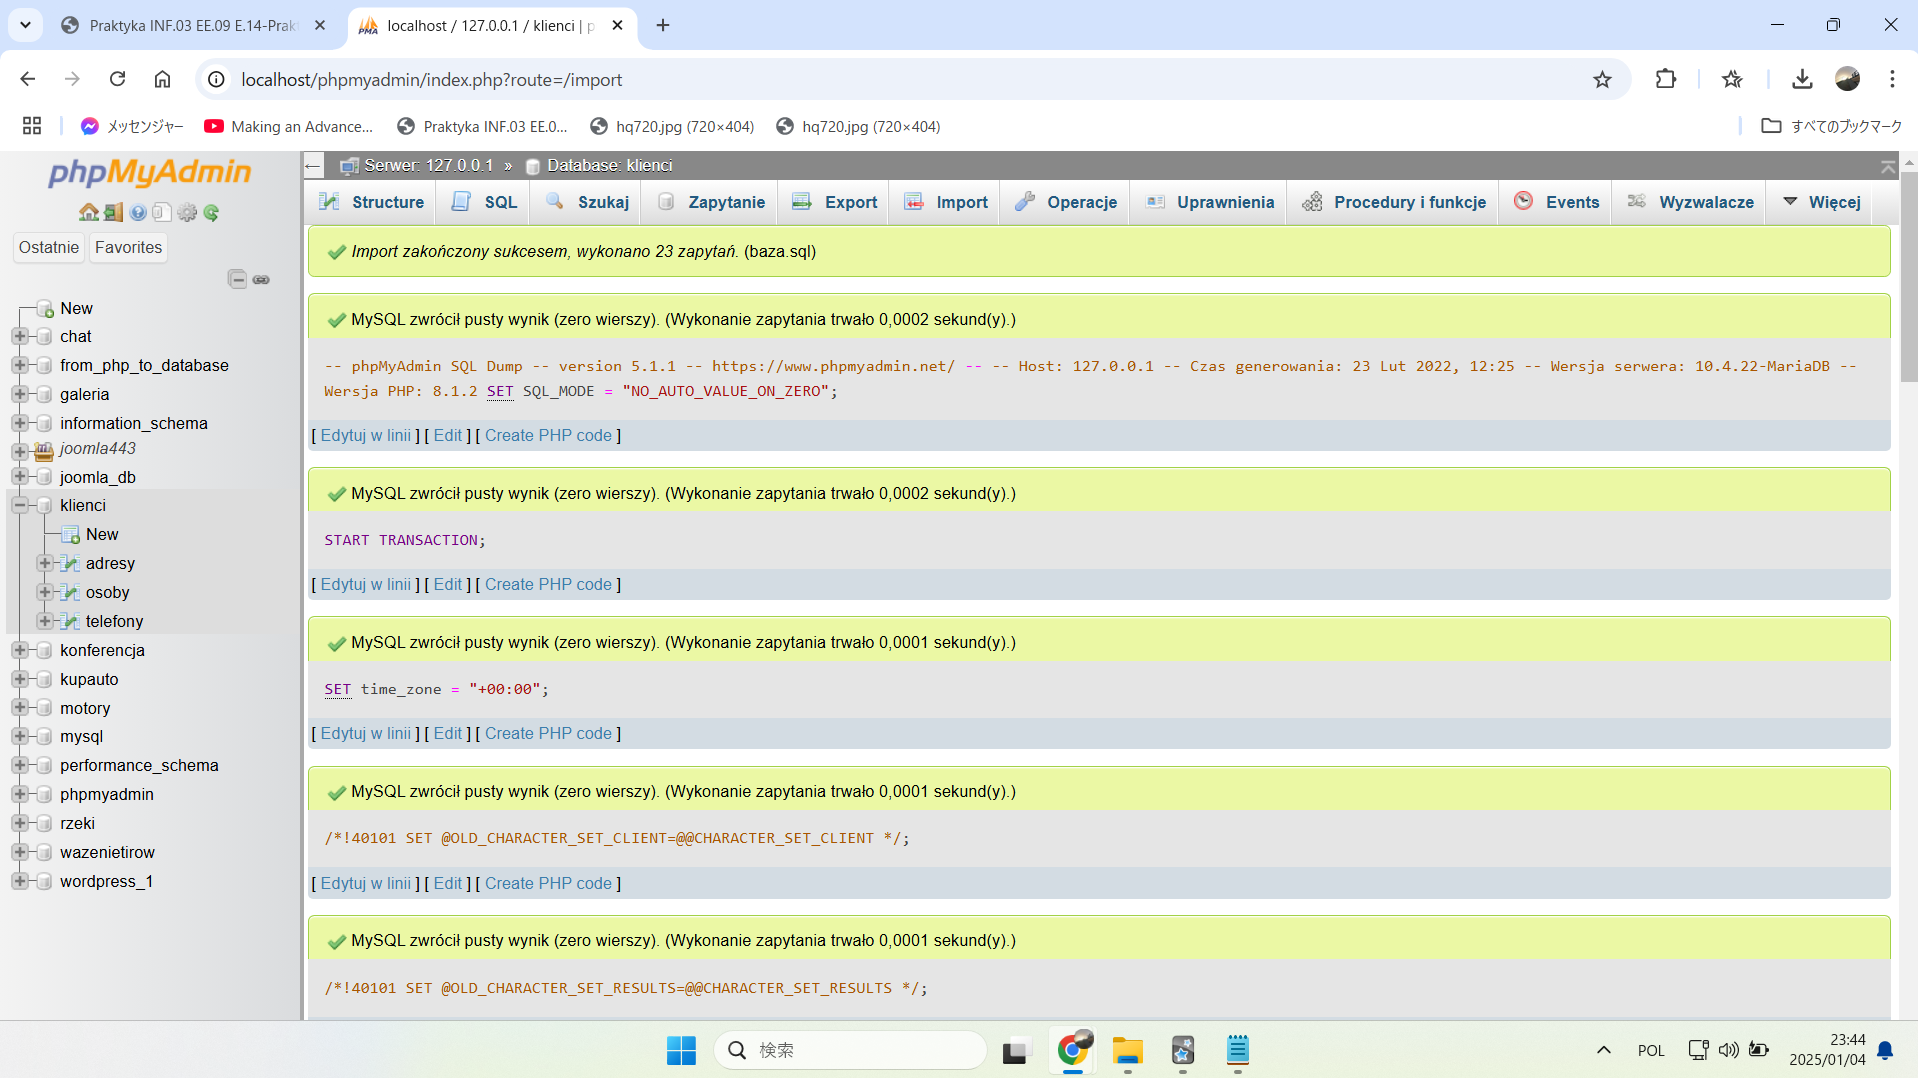 Praktyka INF.03 EE.09 E.14-Prakt
localhost / 127.0.0.1 / klienci | p
localhost/phpmyadmin/index.php?route=/import
メッセンジャー
Making an Advance...
Praktyka INF.03 EE.0...
hq720.jpg (720×404)
hq720.jpg (720×404)
すべてのブックマーク
phpMyAdmin
Ostatnie
Favorites
New
chat
from_php_to_database
galeria
information_schema
joomla443
joomla_db
klienci
New
adresy
osoby
telefony
konferencja
kupauto
motory
mysql
performance_schema
phpmyadmin
rzeki
wazenietirow
wordpress_1
Serwer: 127.0.0.1 » Database: klienci
Structure
SQL
Szukaj
Zapytanie
Export
Import
Operacje
Uprawnienia
Procedury i funkcje
Events
Wyzwalacze
Więcej
Import zakończony sukcesem, wykonano 23 zapytań. (baza.sql)
MySQL zwrócił pusty wynik (zero wierszy). (Wykonanie zapytania trwało 0,0002 sekund(y).)
-- phpMyAdmin SQL Dump -- version 5.1.1 -- https://www.phpmyadmin.net/ -- -- Host: 127.0.0.1 -- Czas generowania: 23 Lut 2022, 12:25 -- Wersja serwera: 10.4.22-MariaDB --
Wersja PHP: 8.1.2 SET SQL_MODE = "NO_AUTO_VALUE_ON_ZERO";
[ Edytuj w linii ] [ Edit ] [ Create PHP code ]
MySQL zwrócił pusty wynik (zero wierszy). (Wykonanie zapytania trwało 0,0002 sekund(y).)
START TRANSACTION;
[ Edytuj w linii ] [ Edit ] [ Create PHP code ]
MySQL zwrócił pusty wynik (zero wierszy). (Wykonanie zapytania trwało 0,0001 sekund(y).)
SET time_zone = "+00:00";
[ Edytuj w linii ] [ Edit ] [ Create PHP code ]
MySQL zwrócił pusty wynik (zero wierszy). (Wykonanie zapytania trwało 0,0001 sekund(y).)
/*!40101 SET @OLD_CHARACTER_SET_CLIENT=@@CHARACTER_SET_CLIENT */;
[ Edytuj w linii ] [ Edit ] [ Create PHP code ]
MySQL zwrócił pusty wynik (zero wierszy). (Wykonanie zapytania trwało 0,0001 sekund(y).)
/*!40101 SET @OLD_CHARACTER_SET_RESULTS=@@CHARACTER_SET_RESULTS */;
検索
POL
23:44
2025/01/04